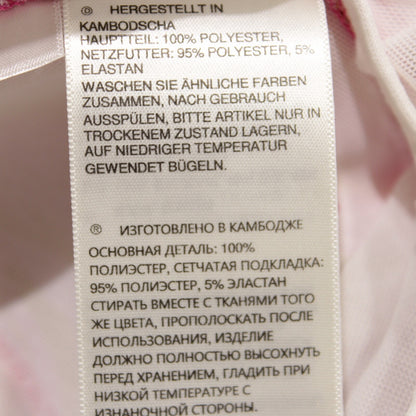 ® HERGESTELLT IN
KAMBODSCHA
HAUPTTEIL: 100% POLYESTER,
NETZFUTTER: 95% POLYESTER, 5%
ELASTAN
WASCHEN SIE ÄHNLICHE FARBEN
ZUSAMMEN, NACH GEBRAUCH
AUSSPÜLEN, BITTE ARTIKEL NUR IN
TROCKENEM ZUSTAND LAGERN,
AUF NIEDRIGER TEMPERATUR
GEWENDET BÜGELN.
® ИЗГОТОВЛЕНО В КАМБОДЖЕ
ОСНОВНАЯ ДЕТАЛЬ: 100%
ПОЛИЭСТЕР, СЕТЧАТАЯ ПОДКЛАДКА:
95% ПОЛИЭСТЕР, 5% ЭЛАСТАН
СТИРАТЬ ВМЕСТЕ С ТКАНЯМИ ТОГО
ЖЕ ЦВЕТА, ПРОПОЛОСКАТЬ ПОСЛЕ
ИСПОЛЬЗОВАНИЯ, ИЗДЕЛИЕ
ДОЛЖНО ПОЛНОСТЬЮ ВЫСОХНУТЬ
ПЕРЕД ХРАНЕНИЕМ, ГЛАДИТЬ ПРИ
НИЗКОЙ ТЕМПЕРАТУРЕ С
ИЗНАНОЧНОЙ СТОРОНЫ.